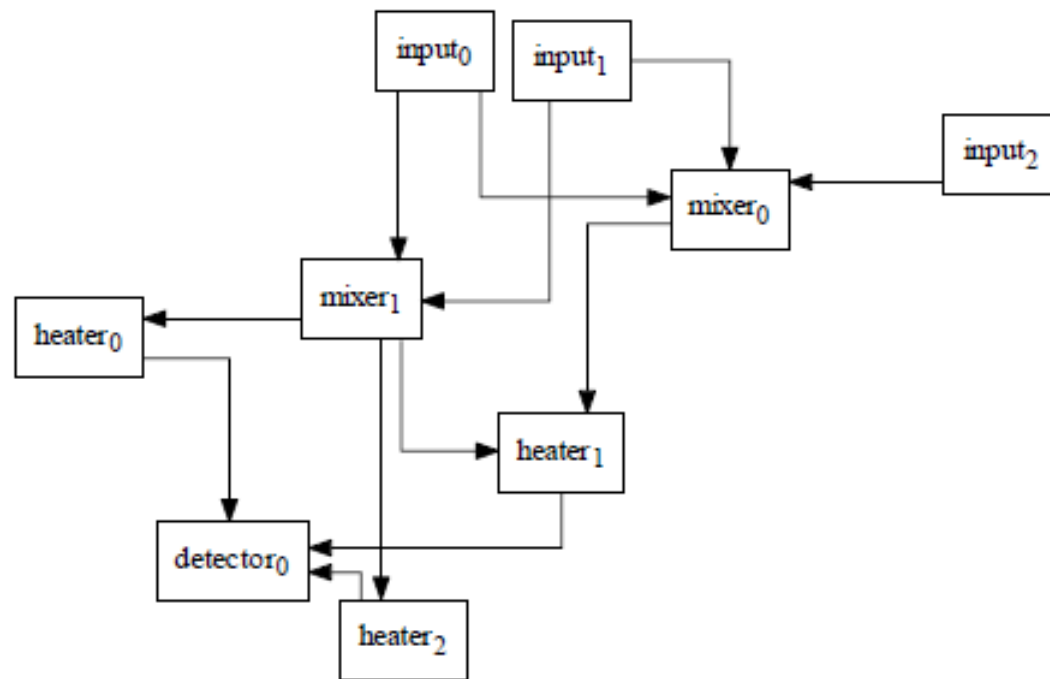 input0
input1
input2
mixer0
mixer1
heater0
heater1
detector0
heater2